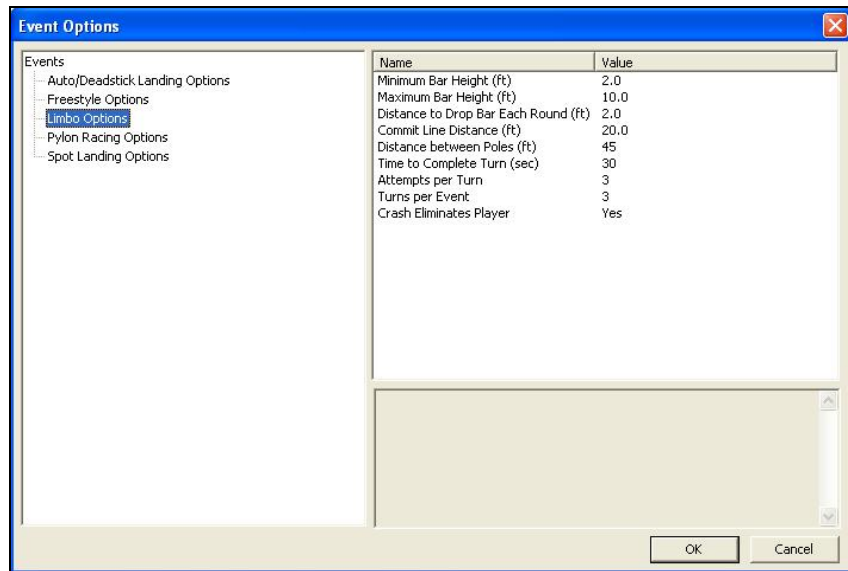 Event Options
Events
Auto/Deadstick Landing Options
Freestyle Options
Limbo Options
Pylon Racing Options
Spot Landing Options
Name Value
Minimum Bar Height (ft) 2.0
Maximum Bar Height (ft) 10.0
Distance to Drop Bar Each Round (ft) 2.0
Commit Line Distance (ft) 20.0
Distance between Poles (ft) 45
Time to Complete Turn (sec) 30
Attempts per Turn 3
Turns per Event 3
Crash Eliminates Player Yes
OK Cancel